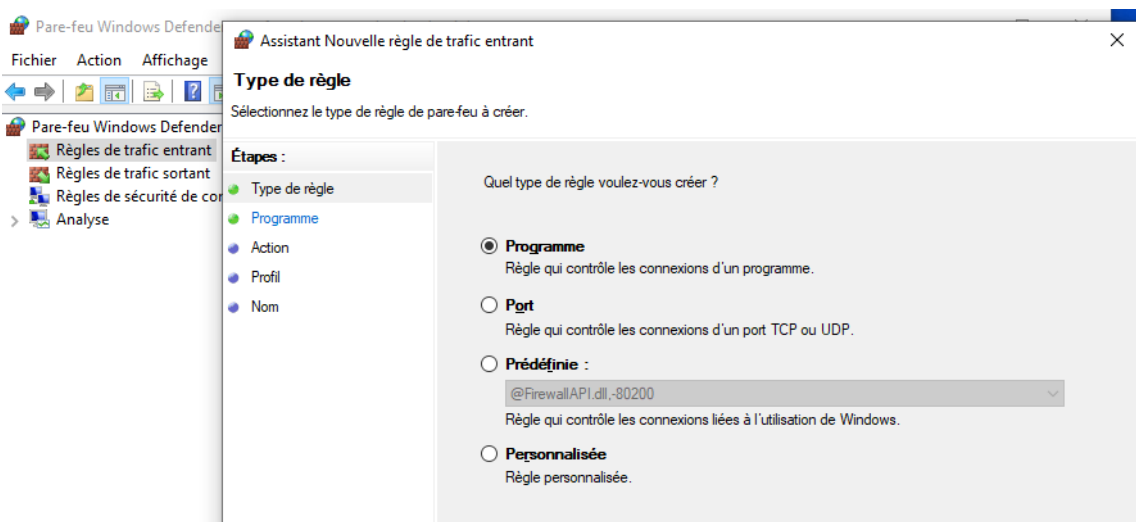 Pare-feu Windows Defende
Fichier Action Affichage
Pare-feu Windows Defender
Règles de trafic entrant
Règles de trafic sortant
Règles de sécurité de cor
Analyse
Assistant Nouvelle règle de trafic entrant
Type de règle
Sélectionnez le type de règle de pare-feu à créer.
Étapes :
Type de règle
Programme
Action
Profil
Nom
Quel type de règle voulez-vous créer ?
Programme
Règle qui contrôle les connexions d'un programme.
Port
Règle qui contrôle les connexions d'un port TCP ou UDP.
Prédéfinie :
@FirewallAPI.dll,-80200
Règle qui contrôle les connexions liées à l'utilisation de Windows.
Personnalisée
Règle personnalisée.